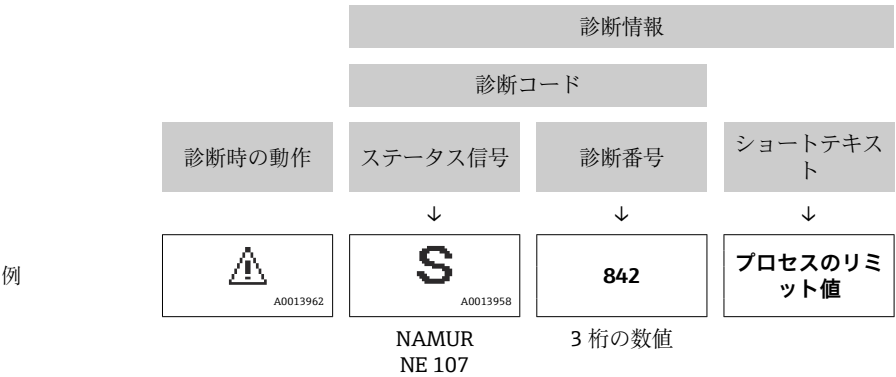 診断情報
診断コード
診断時の動作
ステータス信号
診断番号
ショートテキス
ト
↓
↓
↓
例
A0013962
S
A0013958
842
プロセスのリミ
ット値
NAMUR
NE 107
3 桁の数値